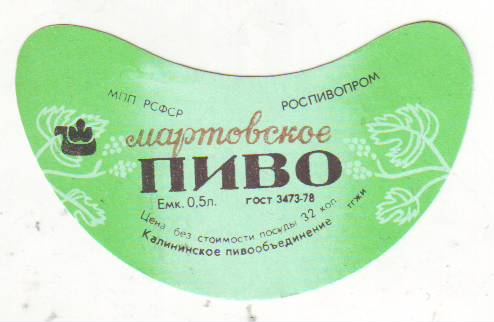 МПП РСФСР РОСПИВОПРОМ
мартовское
ПИВО
Емк. 0,5л. ГОСТ 3473-78
Цена без стоимости посуды 32 коп ТГЖИ
Калининское пивообъединение